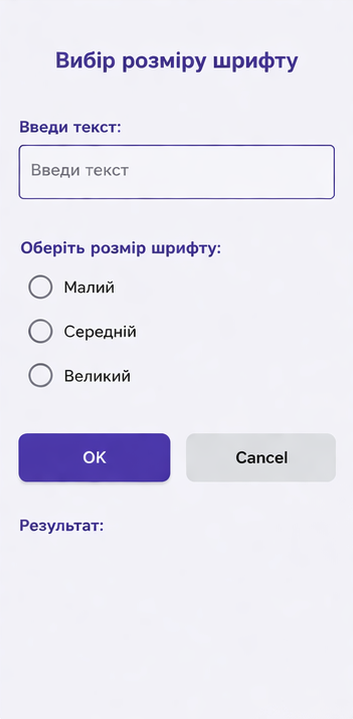 Вибір розміру шрифту
Введи текст:
Введи текст
Оберіть розмір шрифту:
Малий
Середній
Великий
OK
Cancel
Результат: